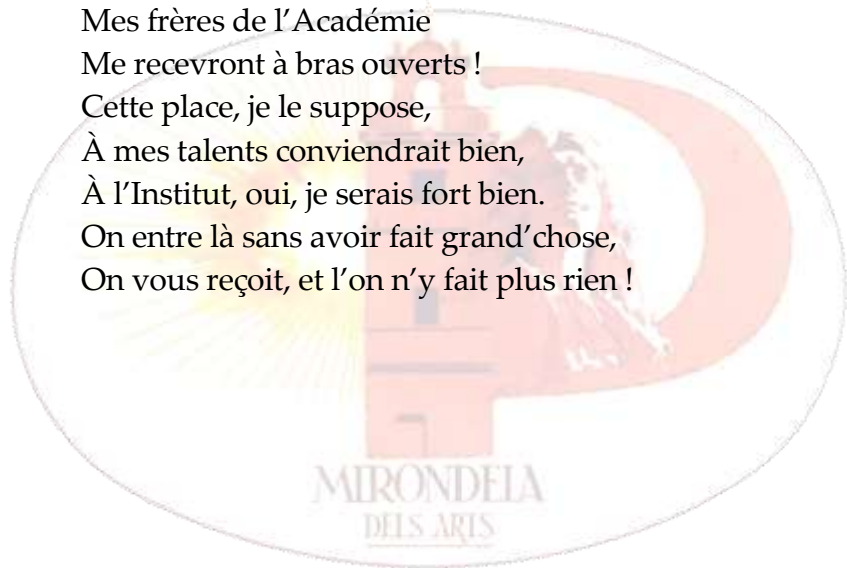 Mes frères de l’Académie
Me recevront à bras ouverts !
Cette place, je le suppose,
À mes talents conviendrait bien,
À l’Institut, oui, je serais fort bien.
On entre là sans avoir fait grand’chose,
On vous reçoit, et l’on n’y fait plus rien !
MIRONDELA
DELS ARTS